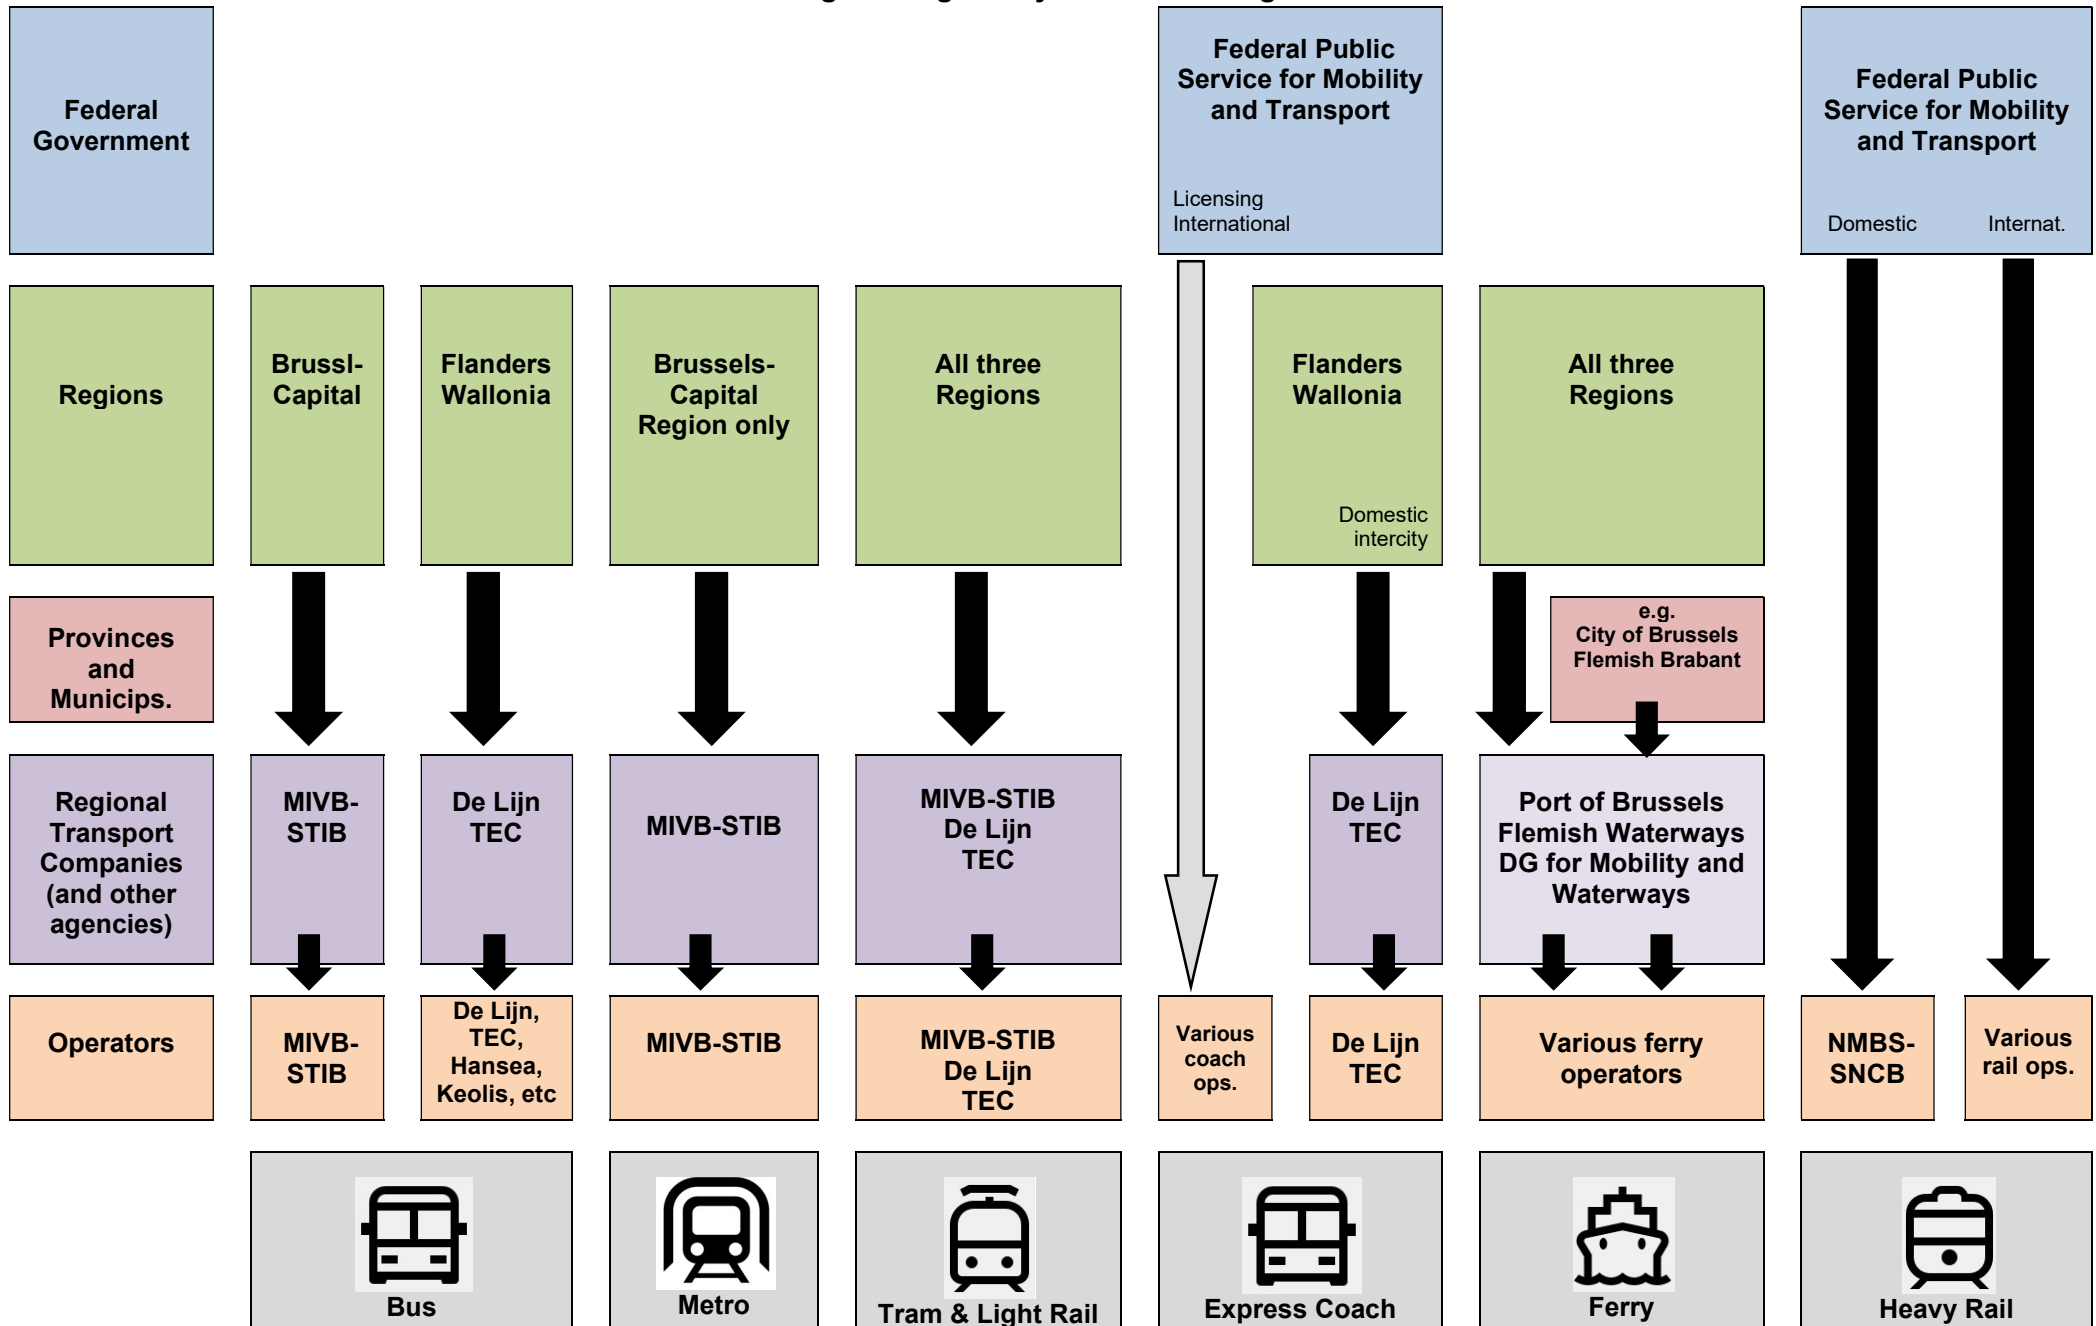 Federal
Government
Federal Public
Service for Mobility
and Transport
Licensing
International
Federal Public
Service for Mobility
and Transport
Domestic
Internat.
Regions
Brussl-
Capital
Flanders
Wallonia
Brussels-
Capital
Region only
All three
Regions
Flanders
Wallonia
Domestic
intercity
All three
Regions
Provinces
and
Municips.
e.g.
City of Brussels
Flemish Brabant
Regional
Transport
Companies
(and other
agencies)
MIVB-
STIB
De Lijn
TEC
MIVB-STIB
MIVB-STIB
De Lijn
TEC
De Lijn
TEC
Port of Brussels
Flemish Waterways
DG for Mobility and
Waterways
Operators
MIVB-
STIB
De Lijn,
TEC,
Hansea,
Keolis, etc
MIVB-STIB
MIVB-STIB
De Lijn
TEC
Various
coach
ops.
De Lijn
TEC
Various ferry
operators
NMBS-
SNCB
Various
rail ops.
Bus
Metro
Tram & Light Rail
Express Coach
Ferry
Heavy Rail